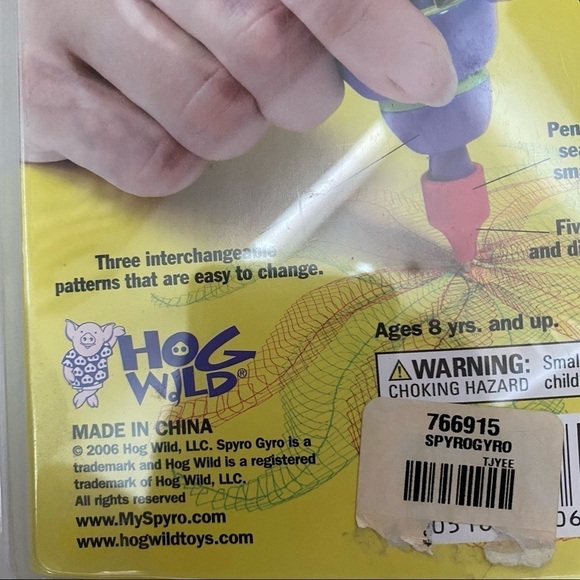 Three interchangeable
patterns that are easy to change.
Ages 8 yrs. and up.
HOG
WILD®
⚠WARNING:
CHOKING HAZARD
MADE IN CHINA
© 2006 Hog Wild, LLC. Spyro Gyro is a
trademark and Hog Wild is a registered
trademark of Hog Wild, LLC.
All rights reserved
www.MySpyro.com
www.hogwildtoys.com
766915
SPYROGYRO
TJYEE
and